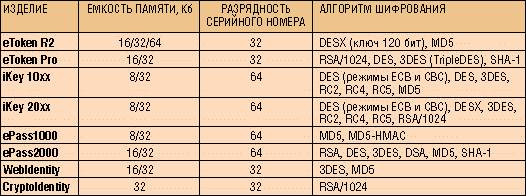 ИЗДЕЛИЕ
ЕМКОСТЬ ПАМЯТИ, Кб
РАЗРЯДНОСТЬ
СЕРИЙНОГО НОМЕРА
АЛГОРИТМ ШИФРОВАНИЯ
eToken R2 16/32/64 32 DESX (ключ 120 бит), MD5
eToken Pro 16/32 32 RSA/1024, DES, 3DES (TripleDES), SHA-1
iKey 10xx 8/32 64 DES (режимы ECB и CBC), DES, 3DES,
RC2, RC4, RC5, MD5
iKey 20xx 8/32 64 DES (режимы ECB и CBC), DESX, 3DES,
RC2, RC4, RC5, RSA/1024
ePass1000 8/32 64 MD5, MD5-HMAC
ePass2000 16/32 64 RSA, DES, 3DES, DSA, MD5, SHA-1
WebIdentity 16/32 32 3DES, MD5
CryptoIdentity 32 32 RSA/1024